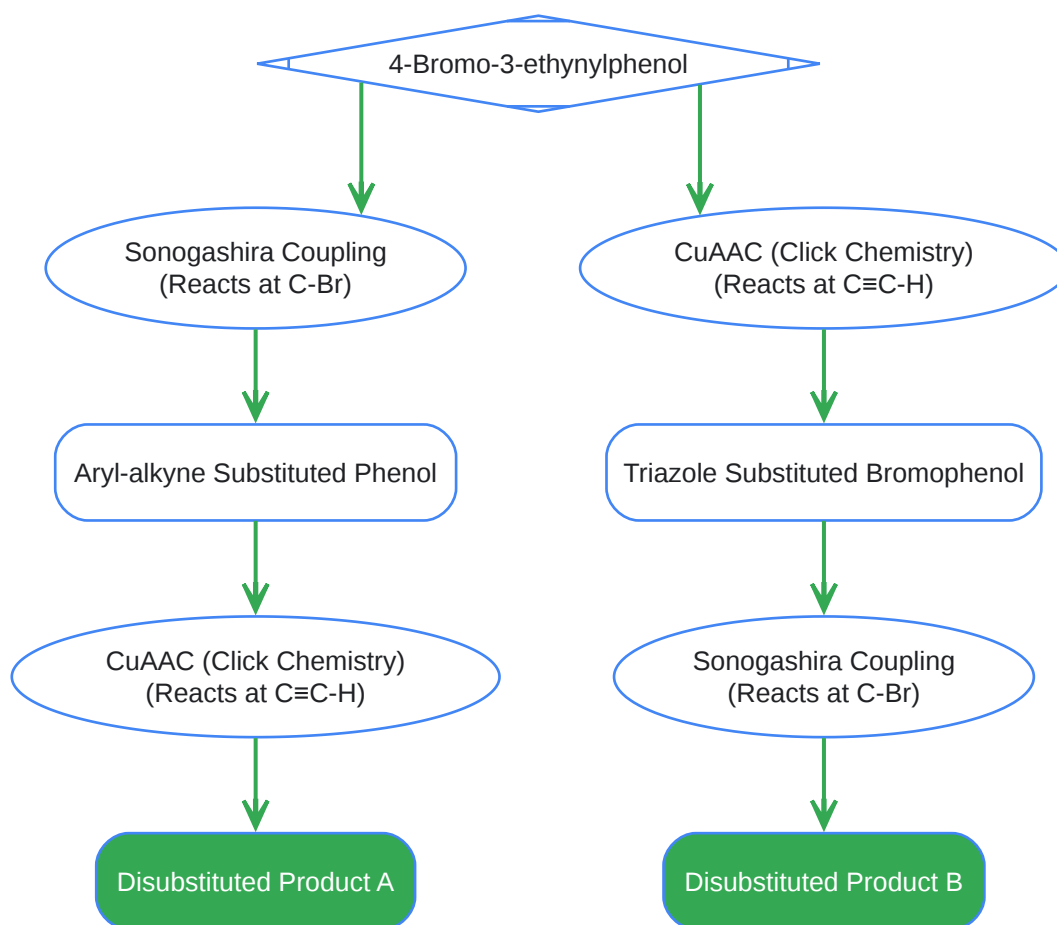 4-Bromo-3-ethynylphenol
Sonogashira Coupling
(Reacts at C-Br)
CuAAC (Click Chemistry)
(Reacts at C≡C-H)
Aryl-alkyne Substituted Phenol
Triazole Substituted Bromophenol
CuAAC (Click Chemistry)
(Reacts at C≡C-H)
Sonogashira Coupling
(Reacts at C-Br)
Disubstituted Product A
Disubstituted Product B